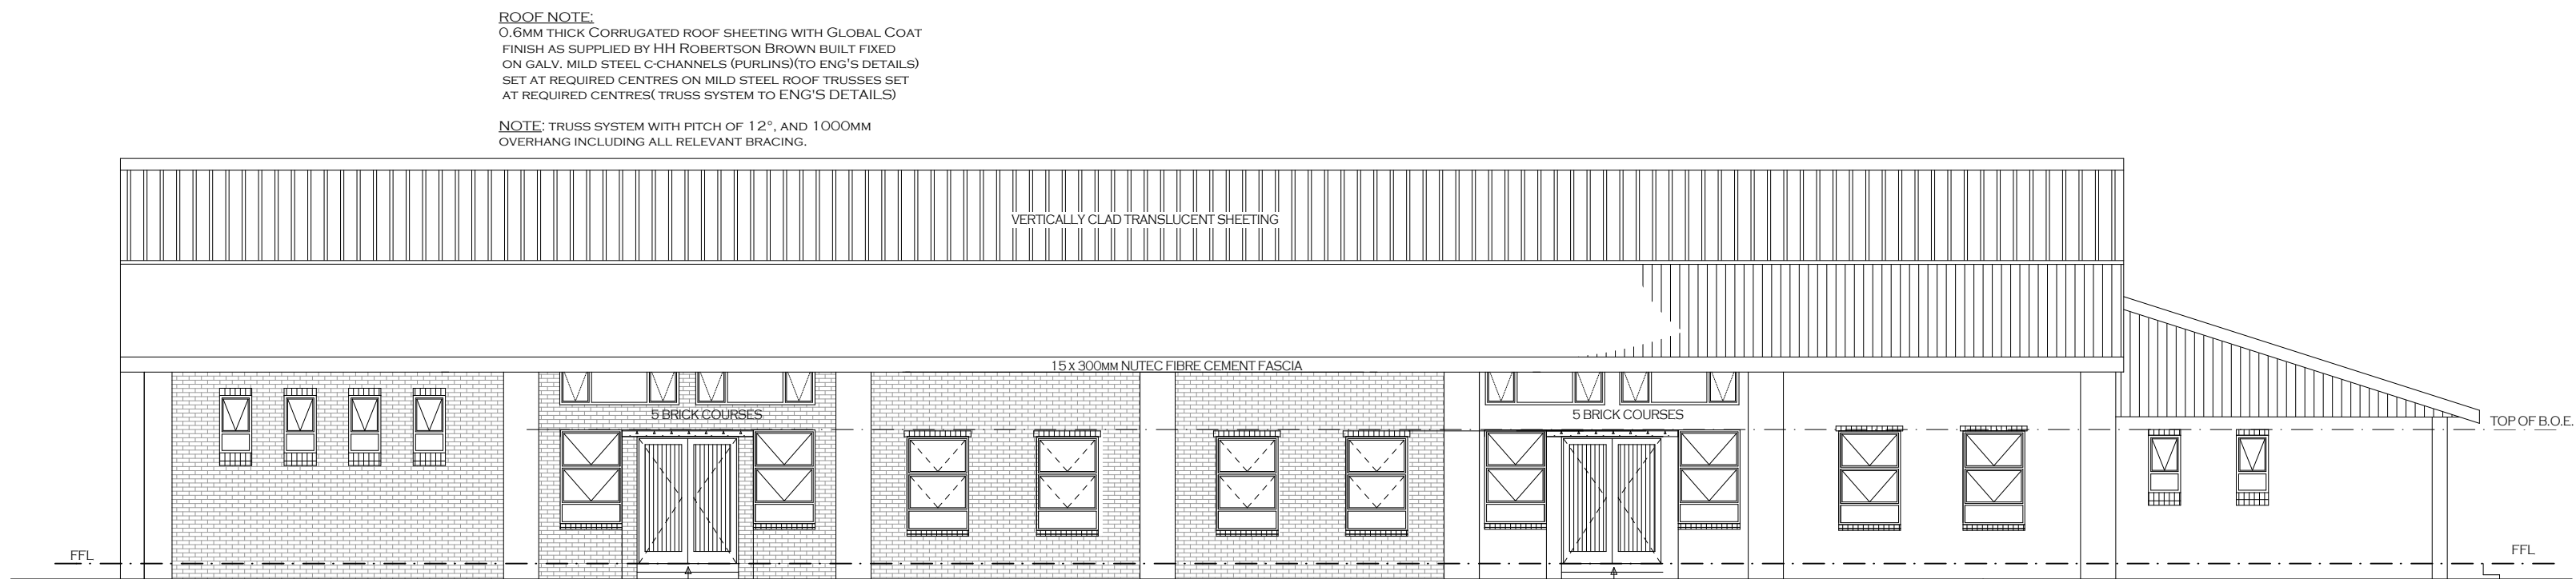 ROOF NOTE:
0.6MM THICK CORRUGATED ROOF SHEETING WITH GLOBAL COAT
FINISH AS SUPPLIED BY HH ROBERTSON BROWN BUILT FIXED
ON GALV. MILD STEEL C-CHANNELS (PURLINS)(TO ENG'S DETAILS)
SET AT REQUIRED CENTRES ON MILD STEEL ROOF TRUSSES SET
AT REQUIRED CENTRES( TRUSS SYSTEM TO ENG'S DETAILS)
NOTE: TRUSS SYSTEM WITH PITCH OF 12°, AND 1000MM
OVERHANG INCLUDING ALL RELEVANT BRACING.
VERTICALLY CLAD TRANSLUCENT SHEETING
15 X 300MM NUTEC FIBRE CEMENT FASCIA
5 BRICK COURSES
5 BRICK COURSES
TOP OF B.O.E.
FFL
FFL